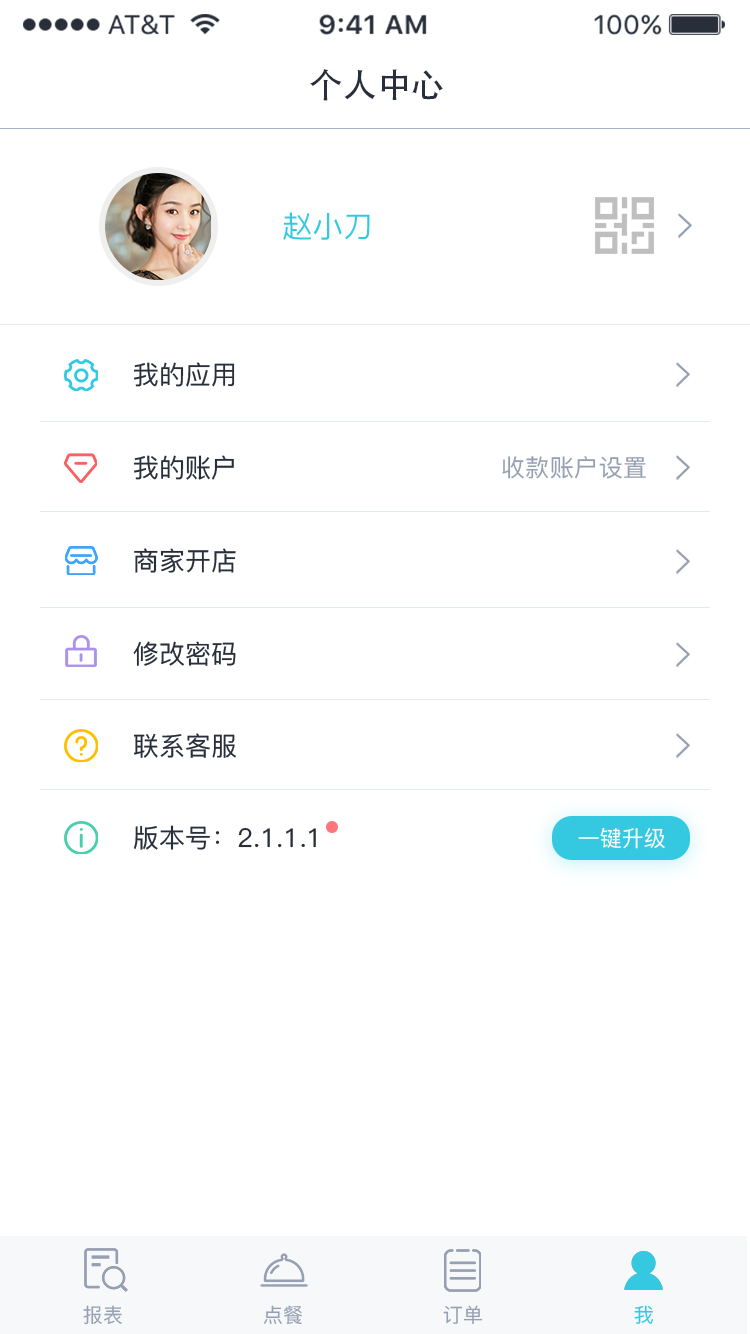 AT&T 9:41 AM 100%
个人中心
赵小刀
我的应用
我的账户 收款账户设置
商家开店
修改密码
联系客服
版本号：2.1.1.1 一键升级
报表 点餐 订单 我